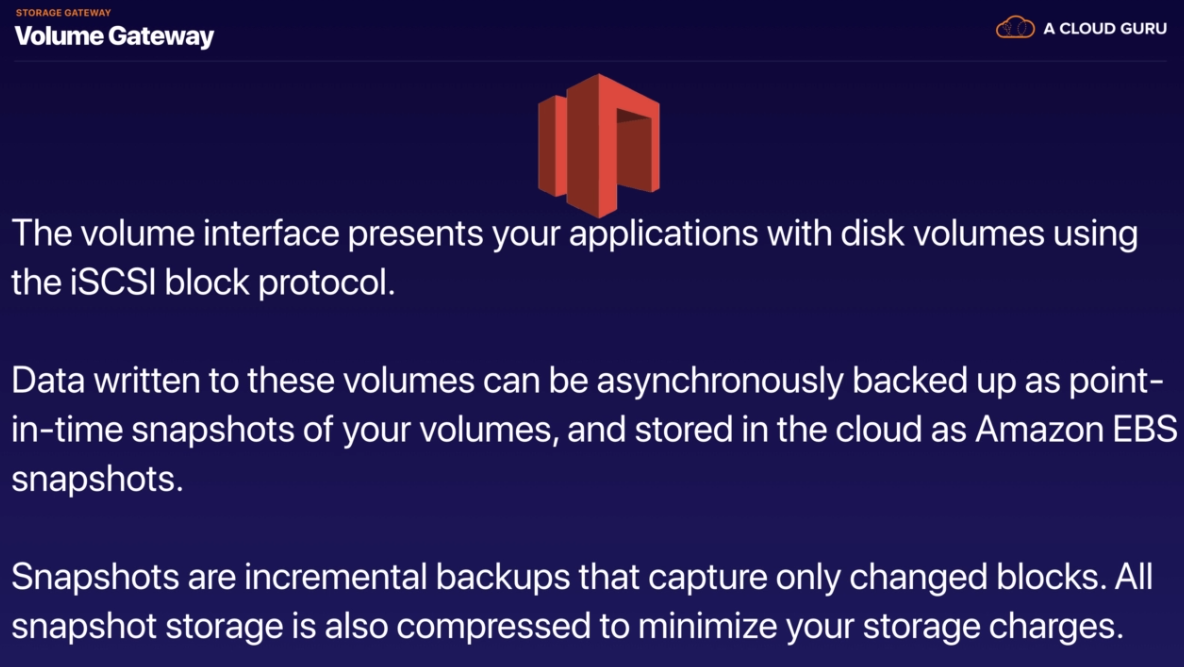 STORAGE GATEWAY
Volume Gateway
A CLOUD GURU
The volume interface presents your applications with disk volumes using
the iSCSI block protocol.
Data written to these volumes can be asynchronously backed up as point-
in-time snapshots of your volumes, and stored in the cloud as Amazon EBS
snapshots.
Snapshots are incremental backups that capture only changed blocks. All
snapshot storage is also compressed to minimize your storage charges.